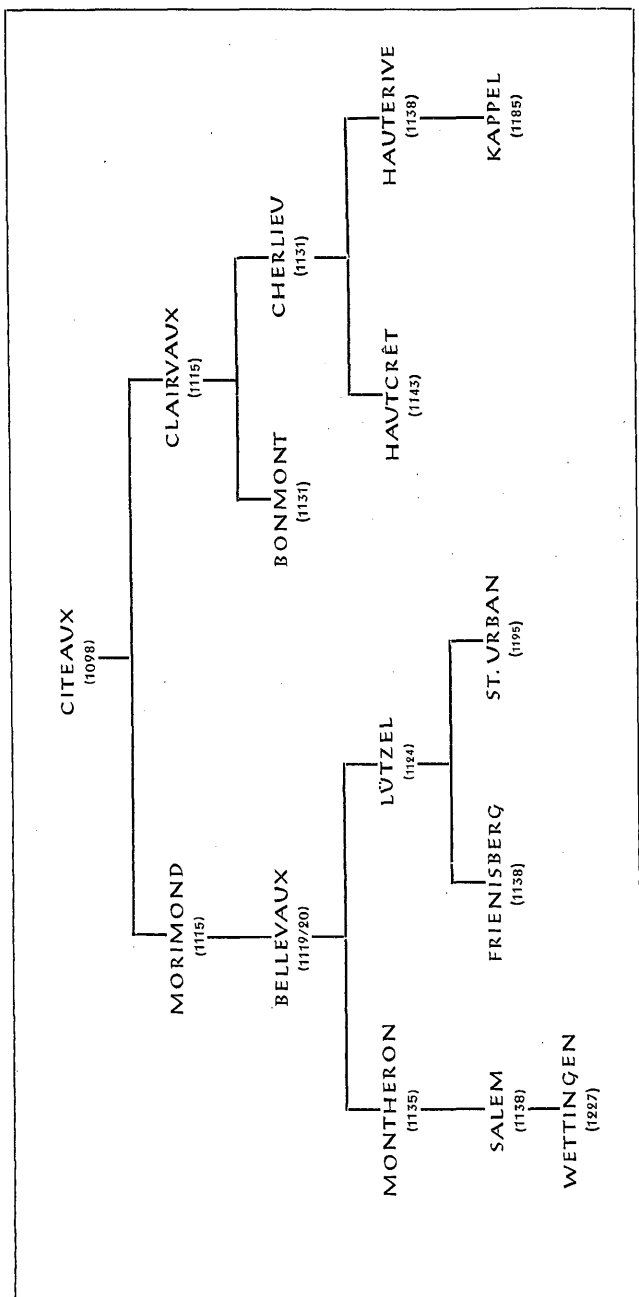 CITEAUX
(1098)
MORIMOND
(1115)
CLAIRVAUX
(1115)
BELLEVAUX
(1119/20)
BONMONT
(1131)
CHERLIEU
(1131)
MONTHERON
(1135)
LÜTZEL
(1124)
HAUTCRÊT
(1143)
HAUTERIVE
(1138)
SALEM
(1138)
FRIENISBERG
(1138)
ST. URBAN
(1195)
KAPPEL
(1185)
WETTINGEN
(1227)